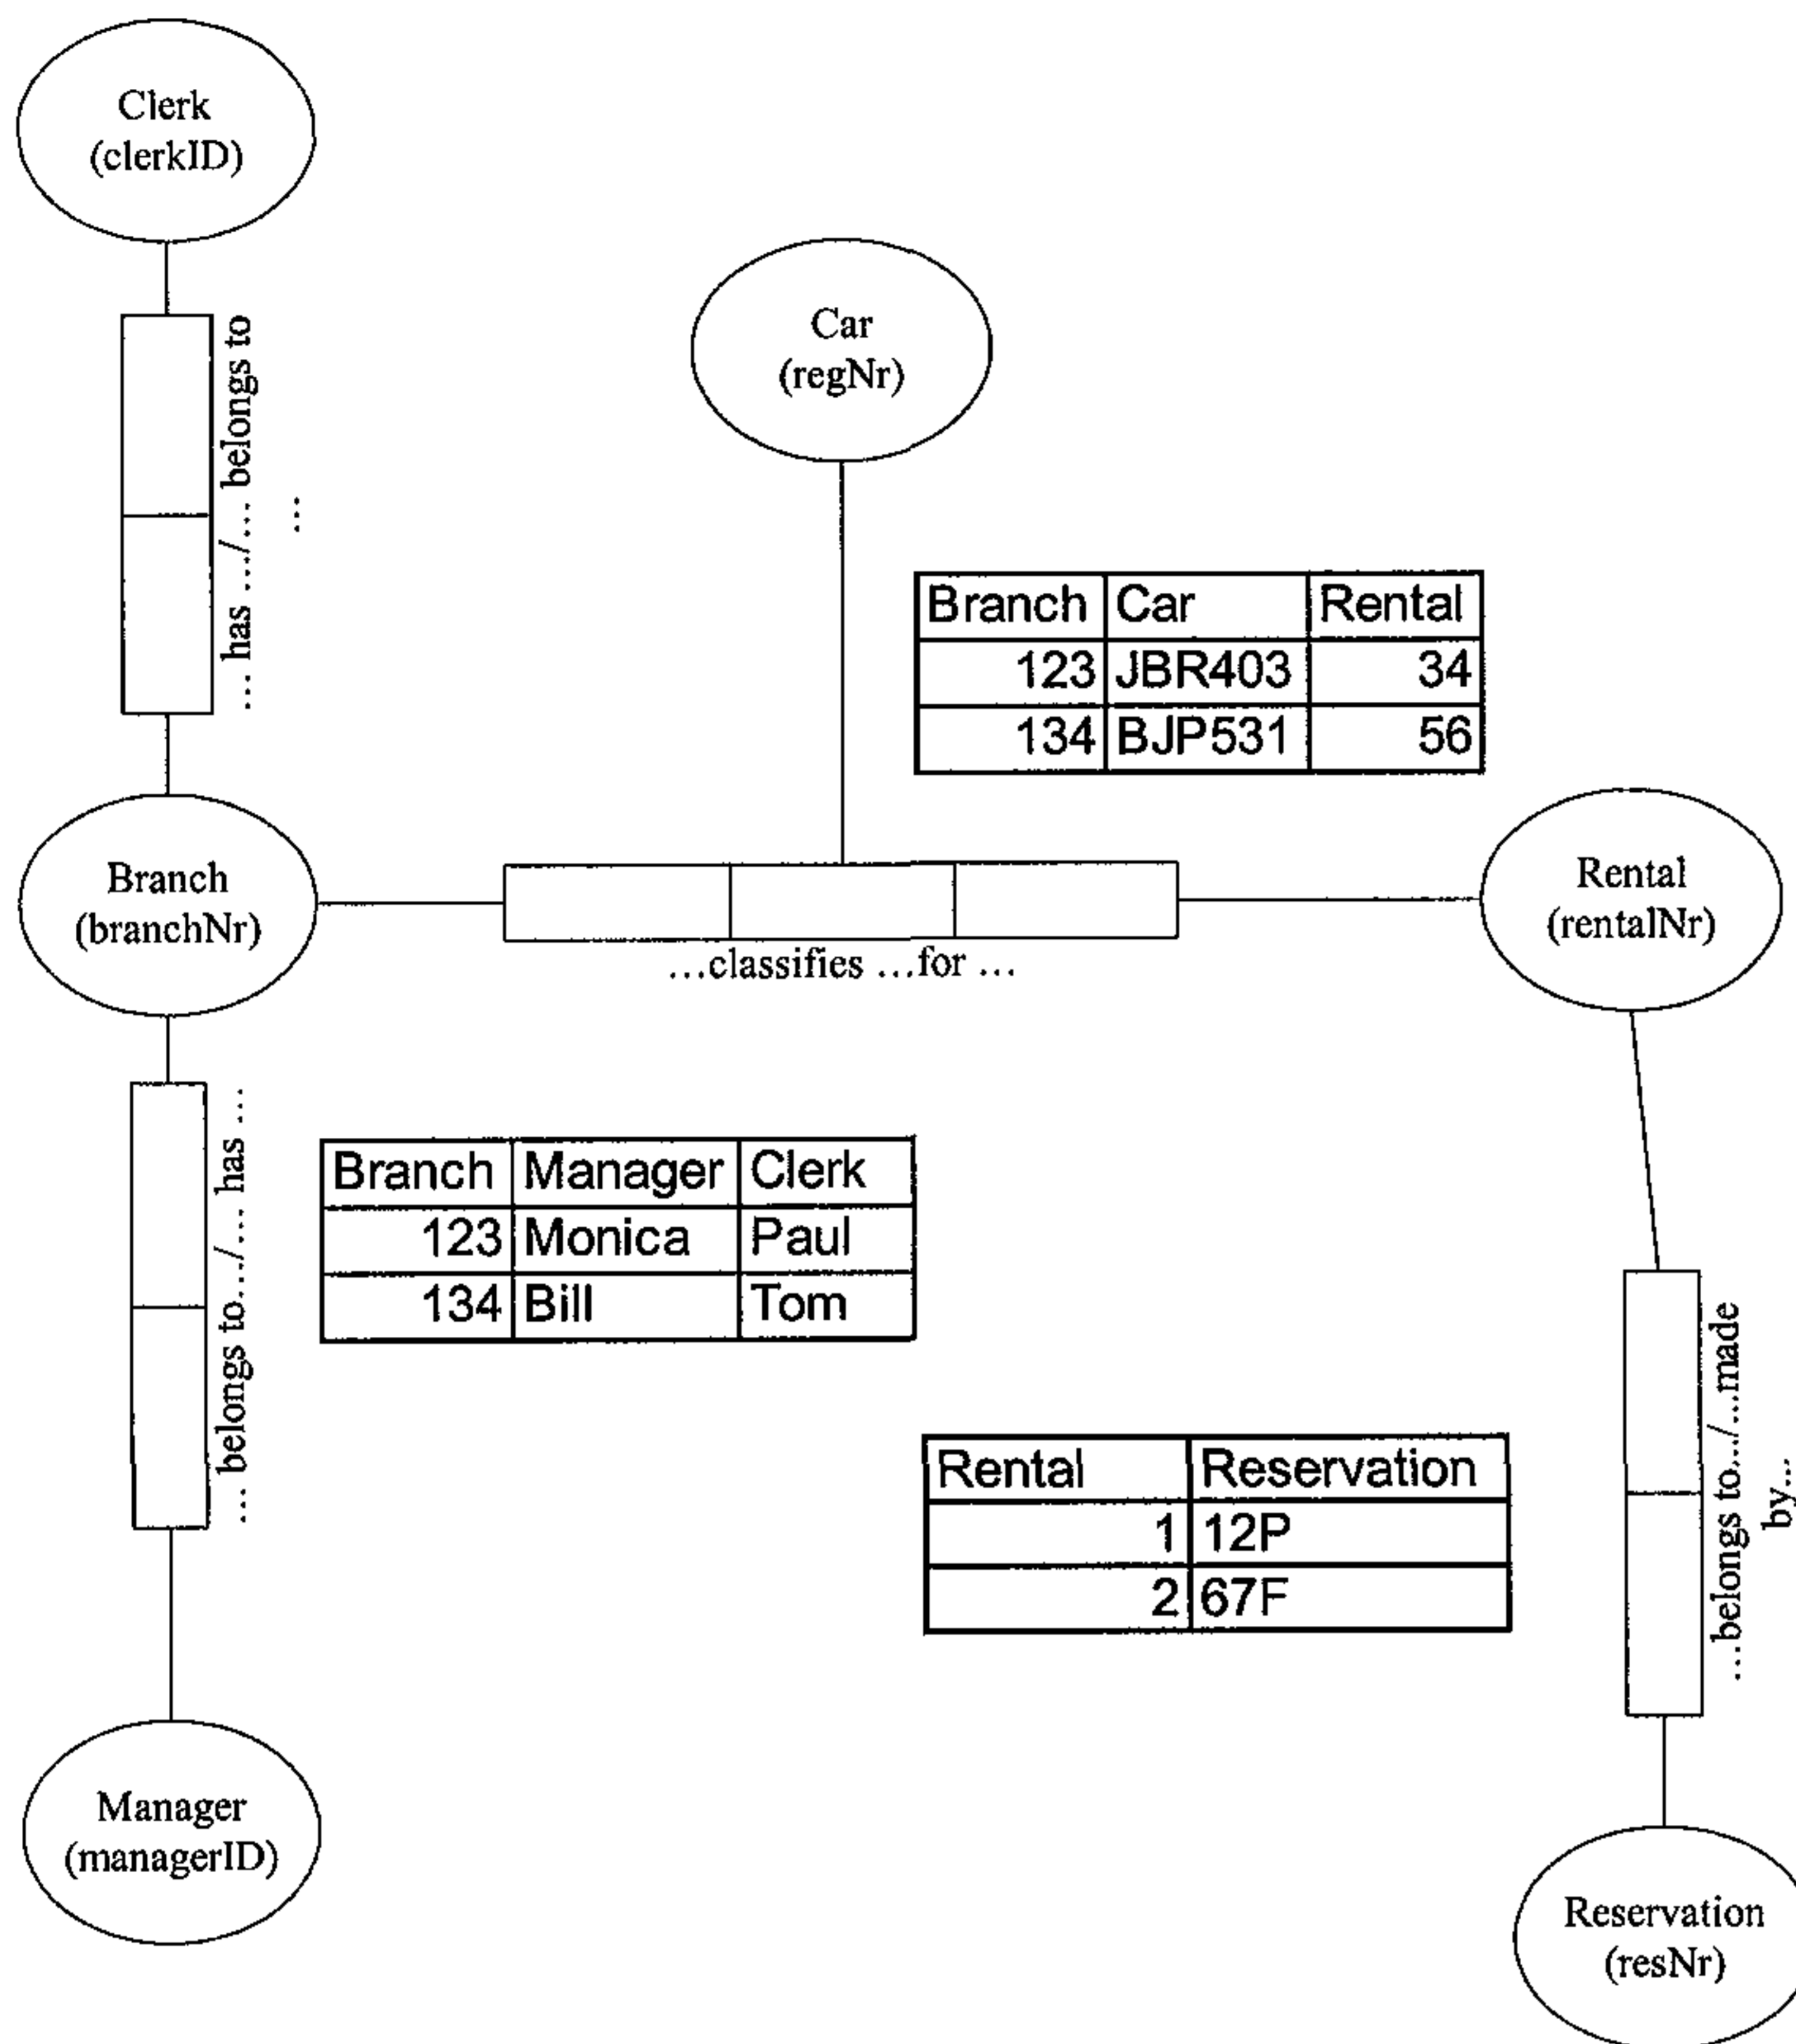 Clerk
(clerkID)
... has .../... belongs to
...
Car
(regNr)
Branch Car Rental
123 JBR403 34
134 BJP531 56
Branch
(branchNr)
...classifies ...for ...
Rental
(rentalNr)
... belongs to.../... has ...
Branch Manager Clerk
123 Monica Paul
134 Bill Tom
Rental Reservation
1 12P
2 67F
...belongs to.../...made
by...
Manager
(managerID)
Reservation
(resNr)